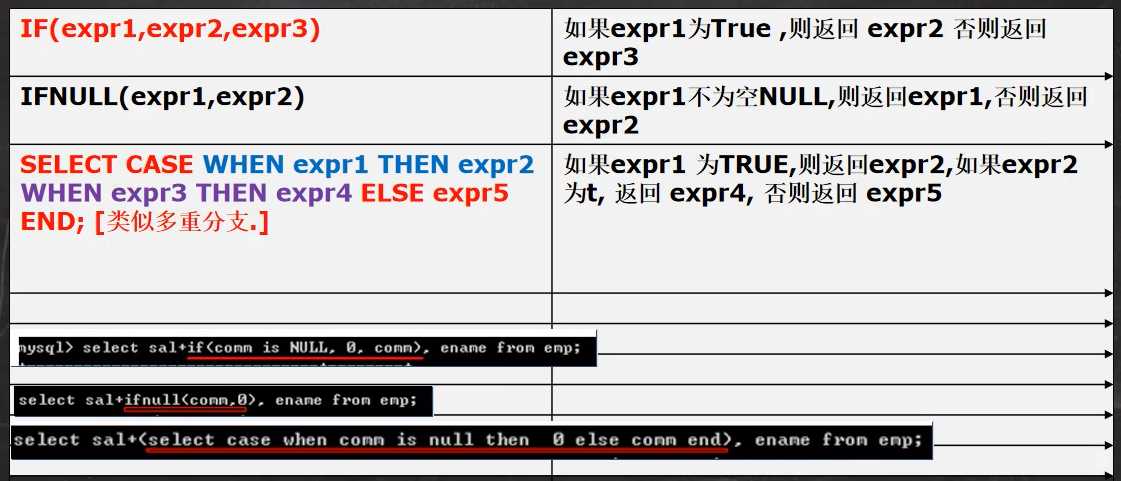 IF(expr1,expr2,expr3)
如果expr1为True ,则返回 expr2 否则返回
expr3
IFNULL(expr1,expr2)
如果expr1不为空NULL,则返回expr1,否则返回
expr2
SELECT CASE WHEN expr1 THEN expr2
WHEN expr3 THEN expr4 ELSE expr5
END; [类似多重分支.]
如果expr1 为TRUE,则返回expr2,如果expr2
为t, 返回 expr4, 否则返回 expr5
mysql> select sal+if(comm is NULL, 0, comm), ename from emp;
select sal+ifnull(comm,0), ename from emp;
select sal+(select case when comm is null then  0 else comm end), ename from emp;